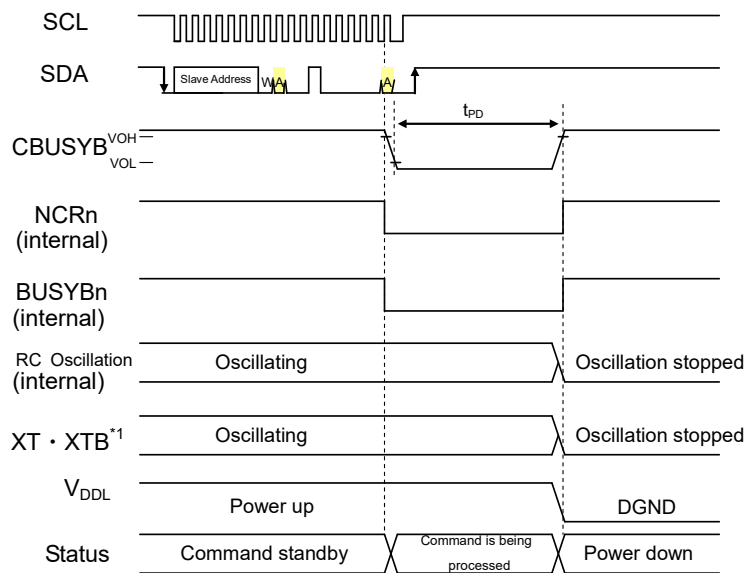 SCL
SDA
Slave Address
W
A
A
tPD
CBUSYB
VOH
VOL
NCRn
(internal)
BUSYBn
(internal)
RC Oscillation
(internal)
Oscillating
Oscillation stopped
XT・XTB*1
Oscillating
Oscillation stopped
VDDL
Power up
DGND
Status
Command standby
Command is being
processed
Power down